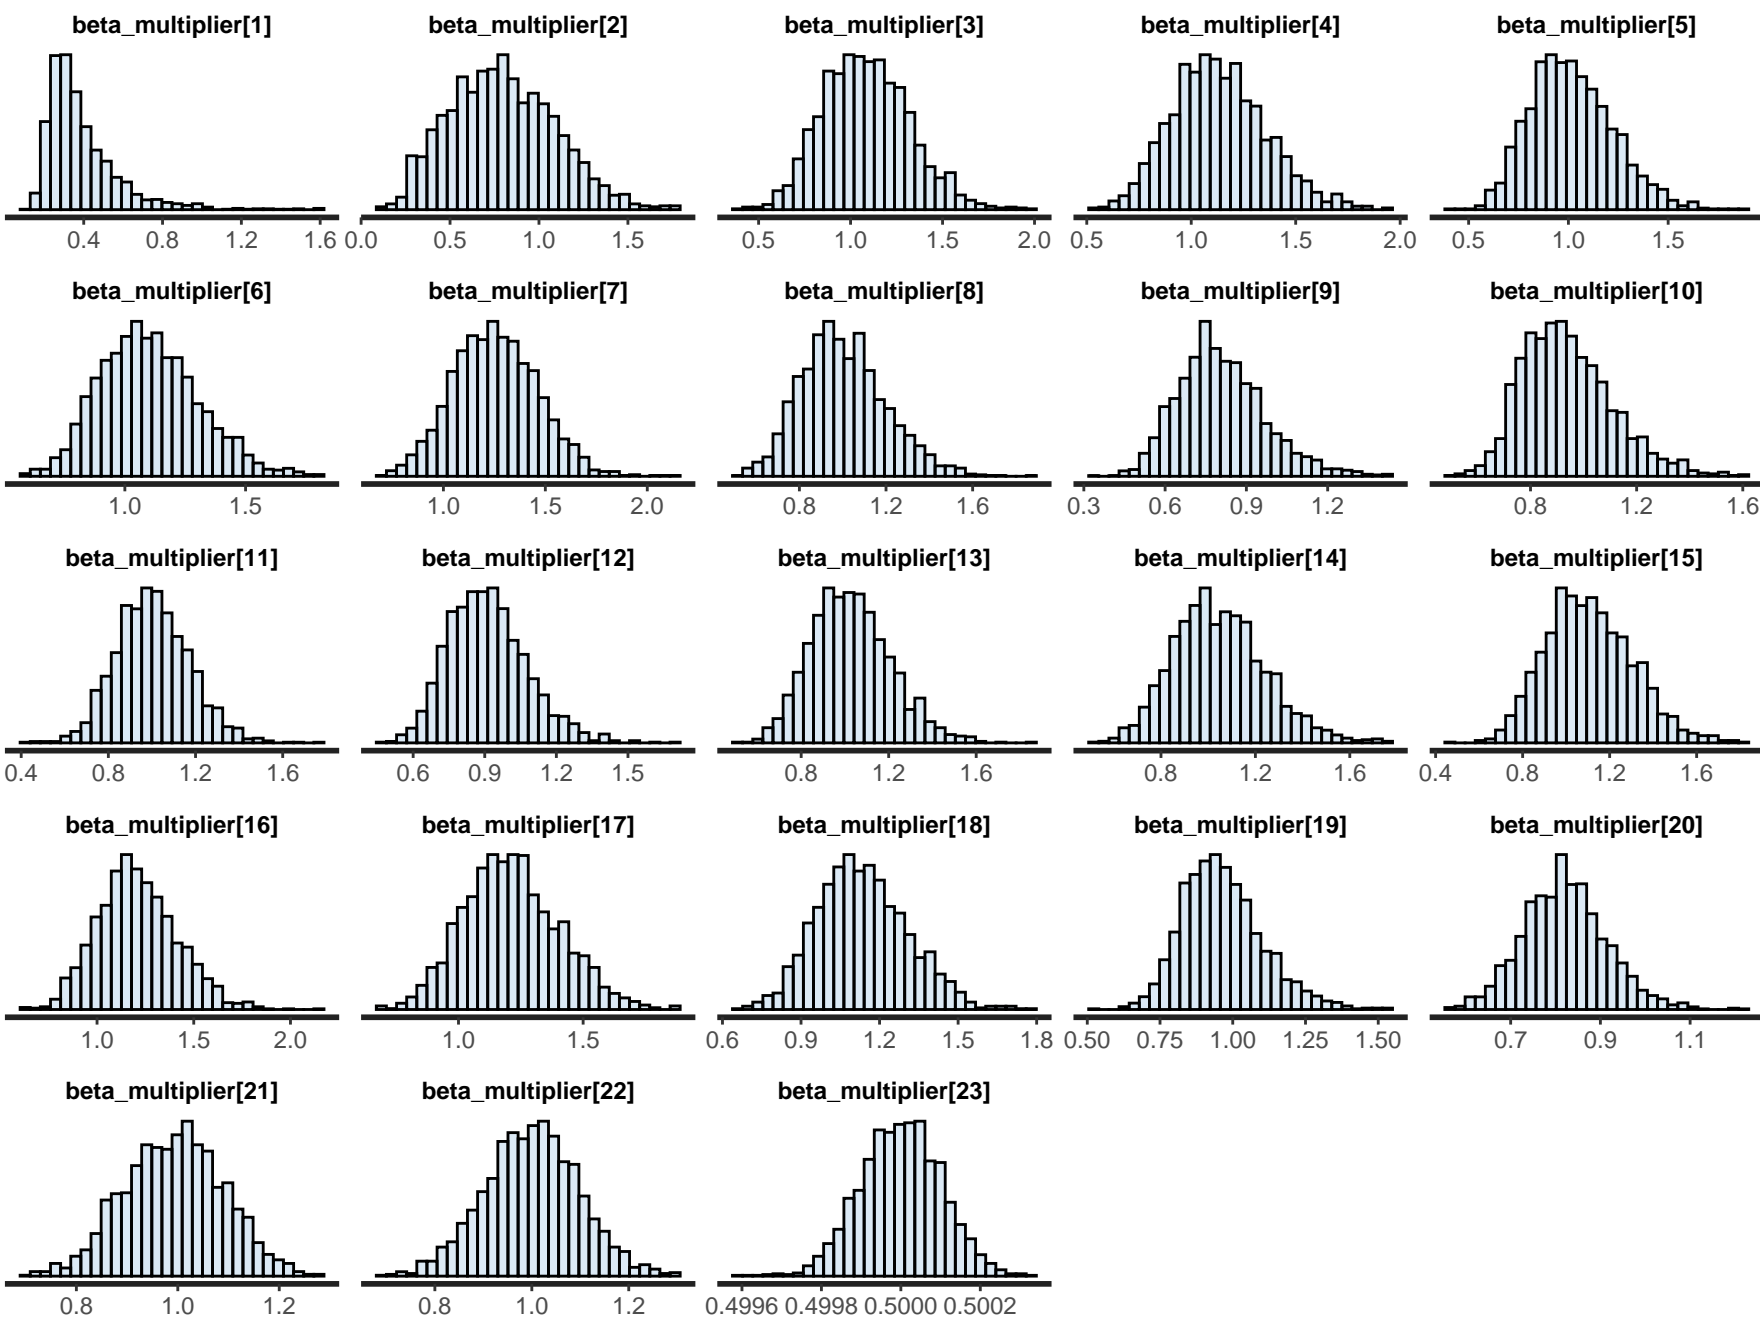 beta_multiplier[1] beta_multiplier[2] beta_multiplier[3] beta_multiplier[4] beta_multiplier[5]
0.4 0.8 1.2 1.6 0.0 0.5 1.0 1.5 0.5 1.0 1.5 2.0 0.5 1.0 1.5 2.0 0.5 1.0 1.5
beta_multiplier[6] beta_multiplier[7] beta_multiplier[8] beta_multiplier[9] beta_multiplier[10]
1.0 1.5 1.0 1.5 2.0 0.8 1.2 1.6 0.3 0.6 0.9 1.2 0.8 1.2 1.6
beta_multiplier[11] beta_multiplier[12] beta_multiplier[13] beta_multiplier[14] beta_multiplier[15]
0.4 0.8 1.2 1.6 0.6 0.9 1.2 1.5 0.8 1.2 1.6 0.8 1.2 1.6 0.4 0.8 1.2 1.6
beta_multiplier[16] beta_multiplier[17] beta_multiplier[18] beta_multiplier[19] beta_multiplier[20]
1.0 1.5 2.0 1.0 1.5 0.6 0.9 1.2 1.5 1.8 0.50 0.75 1.00 1.25 1.50 0.7 0.9 1.1
beta_multiplier[21] beta_multiplier[22] beta_multiplier[23]
0.8 1.0 1.2 0.8 1.0 1.2 0.4996 0.4998 0.5000 0.5002